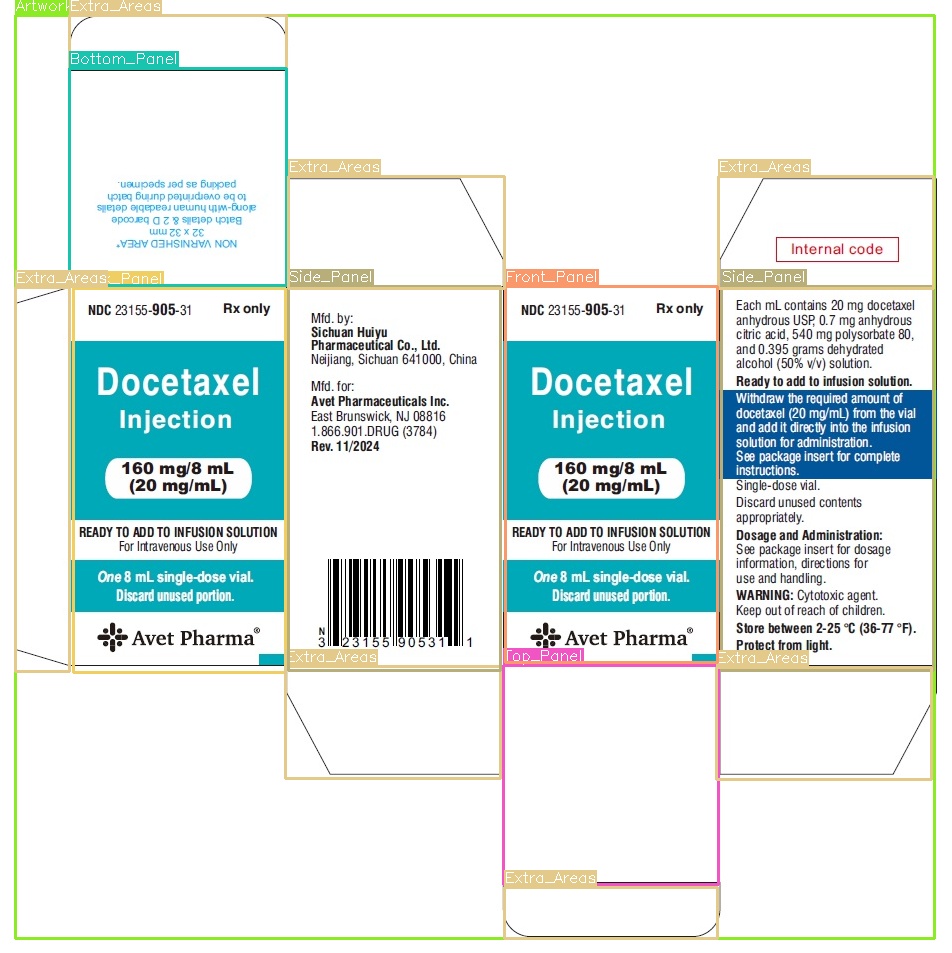 Artwork
Extra_Areas
Bottom_Panel
NON VARNISHED AREA*
32 x 32 mm
Batch details & 2 D barcode
along-with human readable details
to be overprinted during batch
packing as per specimen.
Extra_Areas
Extra_Areas
Internal code
Extra_Areas
_Panel
NDC 23155-905-31 Rx only
Docetaxel
Injection
160 mg/8 mL
(20 mg/mL)
READY TO ADD TO INFUSION SOLUTION
For Intravenous Use Only
One 8 mL single-dose vial.
Discard unused portion.
Avet Pharma®
Side_Panel
Mfd. by:
Sichuan Huiyu
Pharmaceutical Co., Ltd.
Neijiang, Sichuan 641000, China
Mfd. for:
Avet Pharmaceuticals Inc.
East Brunswick, NJ 08816
1.866.901.DRUG (3784)
Rev. 11/2024
N
3 23155 90531 1
Extra_Areas
Front_Panel
NDC 23155-905-31 Rx only
Docetaxel
Injection
160 mg/8 mL
(20 mg/mL)
READY TO ADD TO INFUSION SOLUTION
For Intravenous Use Only
One 8 mL single-dose vial.
Discard unused portion.
Avet Pharma®
Top_Panel
Side_Panel
Each mL contains 20 mg docetaxel
anhydrous USP, 0.7 mg anhydrous
citric acid, 540 mg polysorbate 80,
and 0.395 grams dehydrated
alcohol (50% v/v) solution.
Ready to add to infusion solution.
Withdraw the required amount of
docetaxel (20 mg/mL) from the vial
and add it directly into the infusion
solution for administration.
See package insert for complete
instructions.
Single-dose vial.
Discard unused contents
appropriately.
Dosage and Administration:
See package insert for dosage
information, directions for
use and handling.
WARNING: Cytotoxic agent.
Keep out of reach of children.
Store between 2-25 °C (36-77 °F).
Protect from light.
Extra_Areas
Extra_Areas